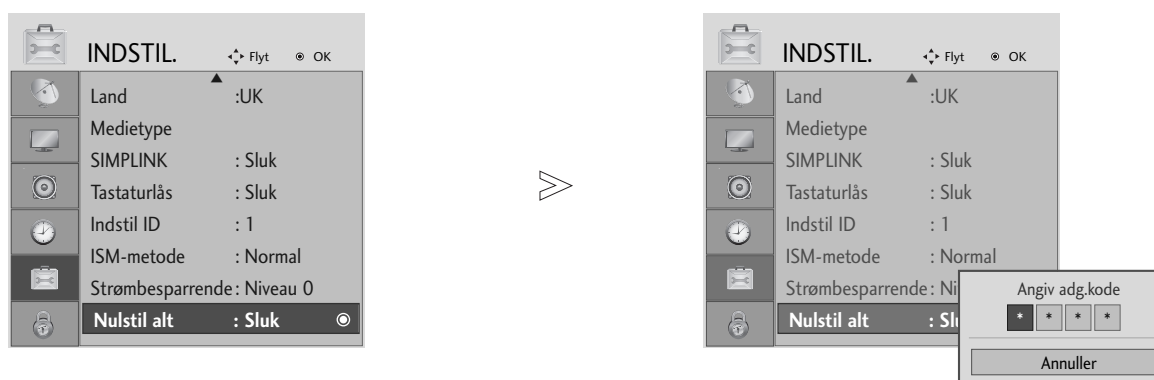 INDSTIL. Flyt OK
Land :UK
Medietype
SIMPLINK : Sluk
Tastaturlås : Sluk
Indstil ID : 1
ISM-metode : Normal
Strømbesparrende: Niveau 0
Nulstil alt : Sluk
INDSTIL. Flyt OK
Land :UK
Medietype
SIMPLINK : Sluk
Tastaturlås : Sluk
Indstil ID : 1
ISM-metode : Normal
Strømbesparrende: Ni
Nulstil alt : Slu
Angiv adg.kode
* * * *
Annuller